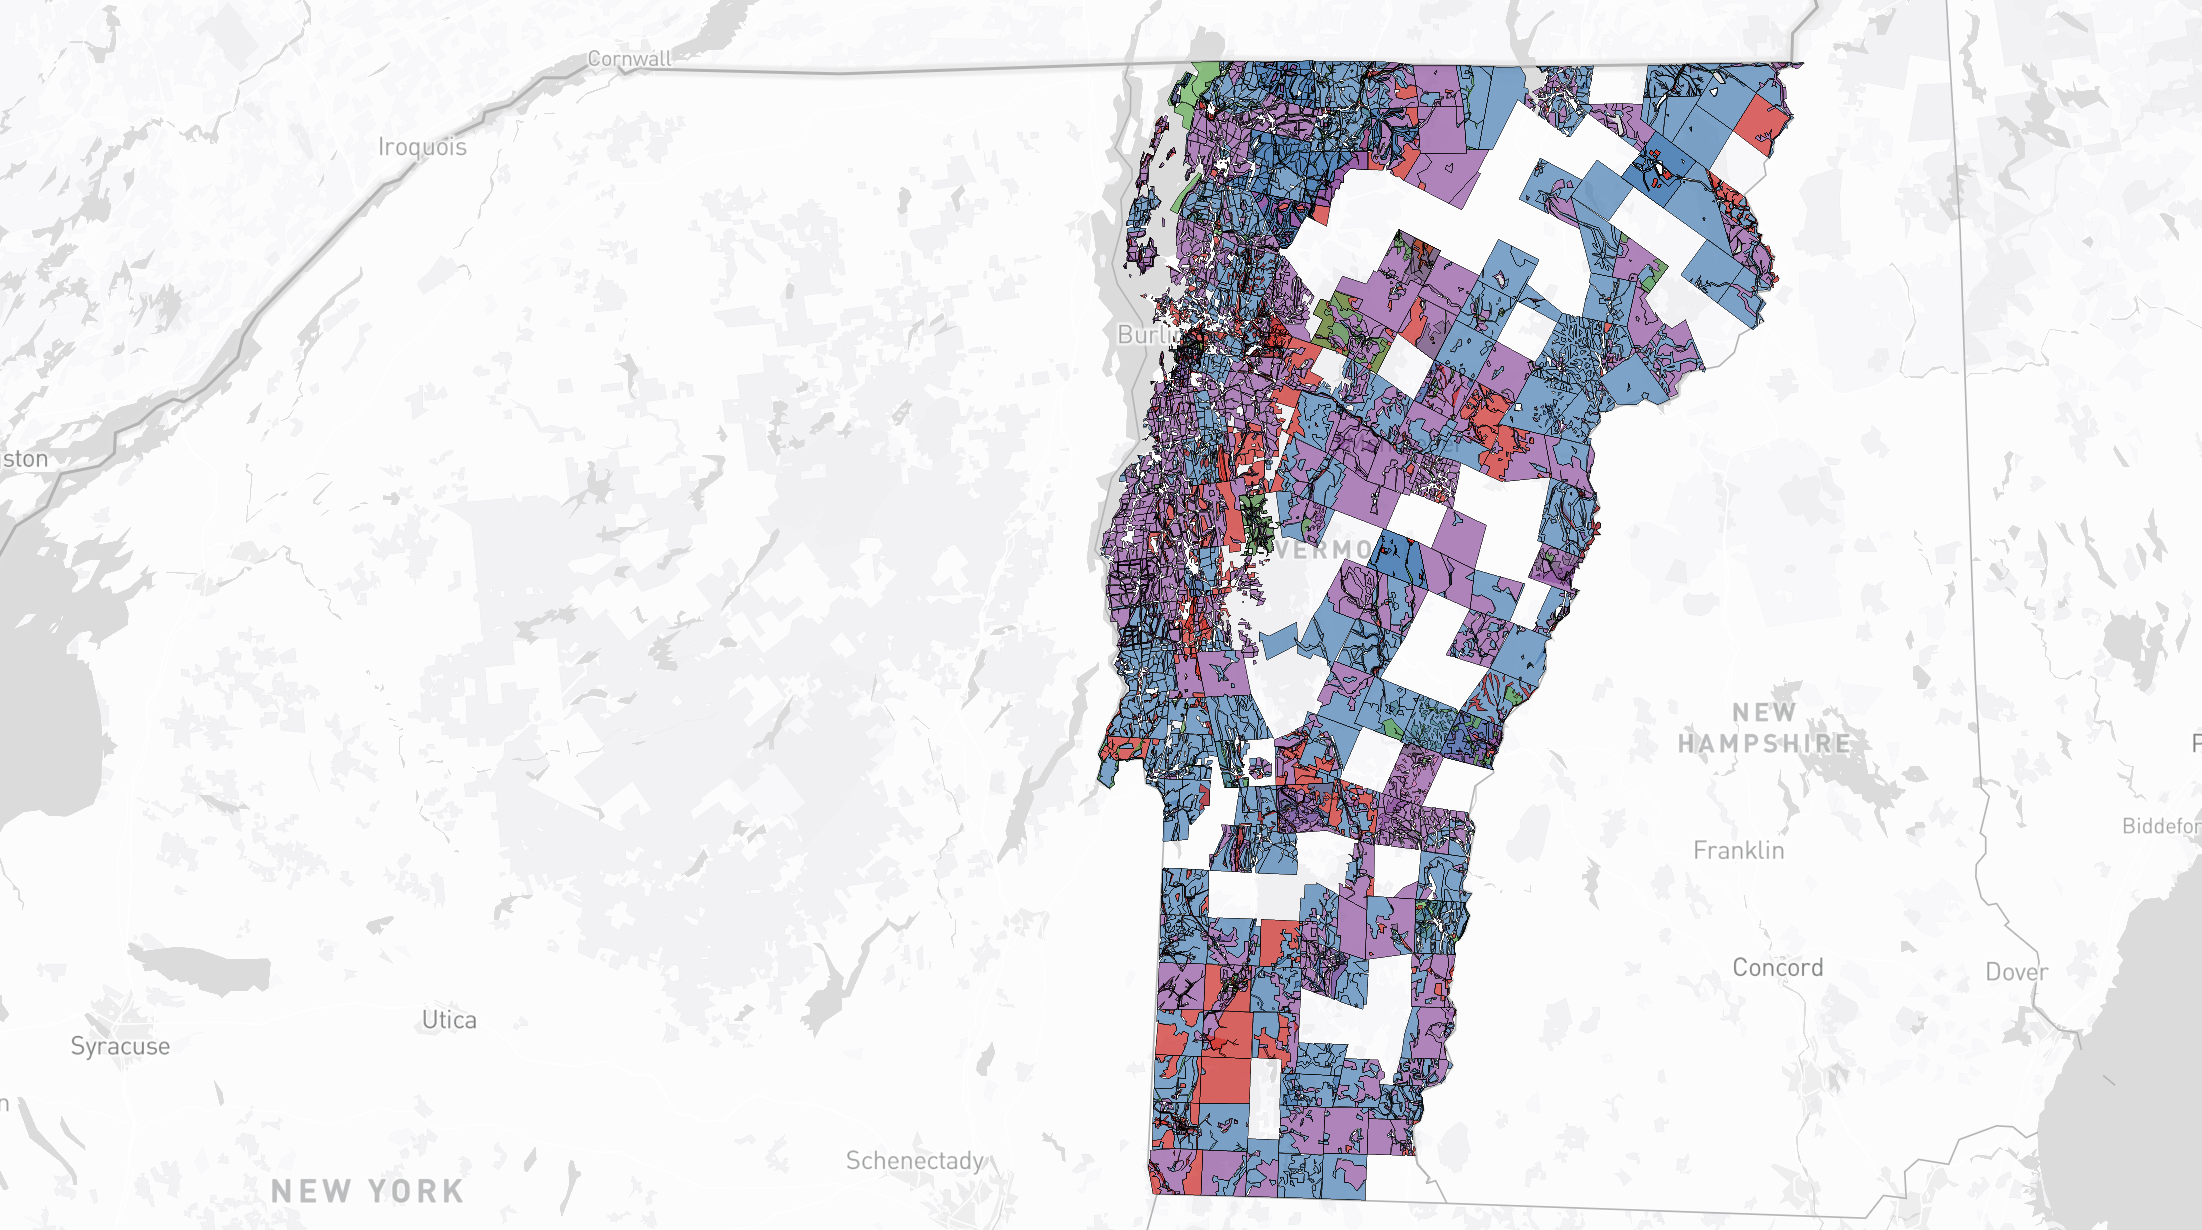 Cornwall
Iroquois
Burli
ston
VERMO
NEW
HAMPSHIRE
Biddefor
Franklin
Concord
Dover
Utica
Syracuse
Schenectady
NEW YORK